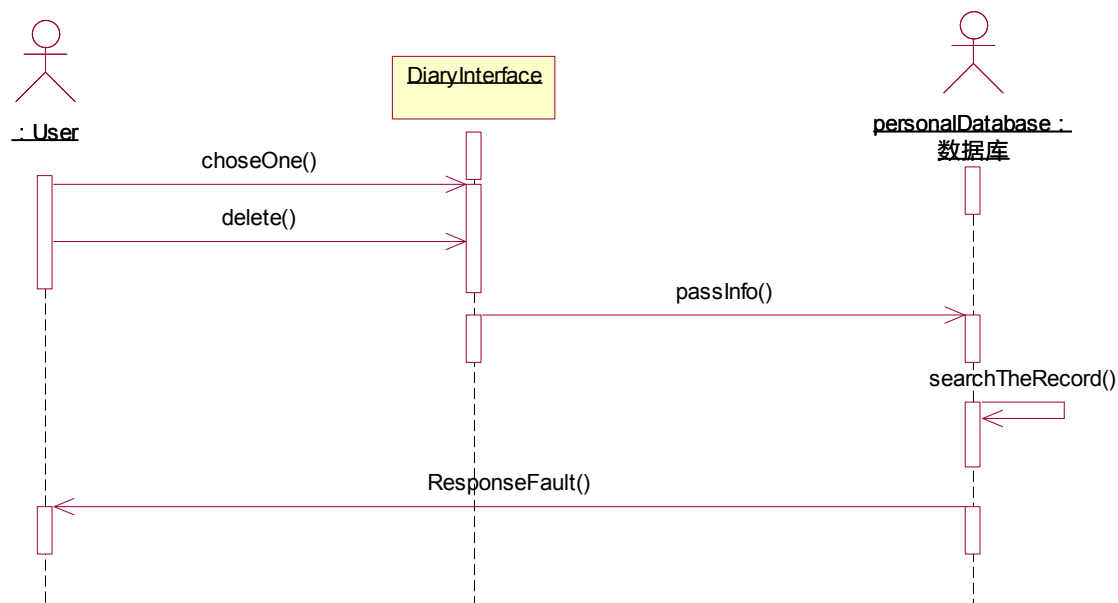 : User
DiaryInterface
personalDatabase :
数据库
choseOne()
delete()
passInfo()
searchTheRecord()
ResponseFault()